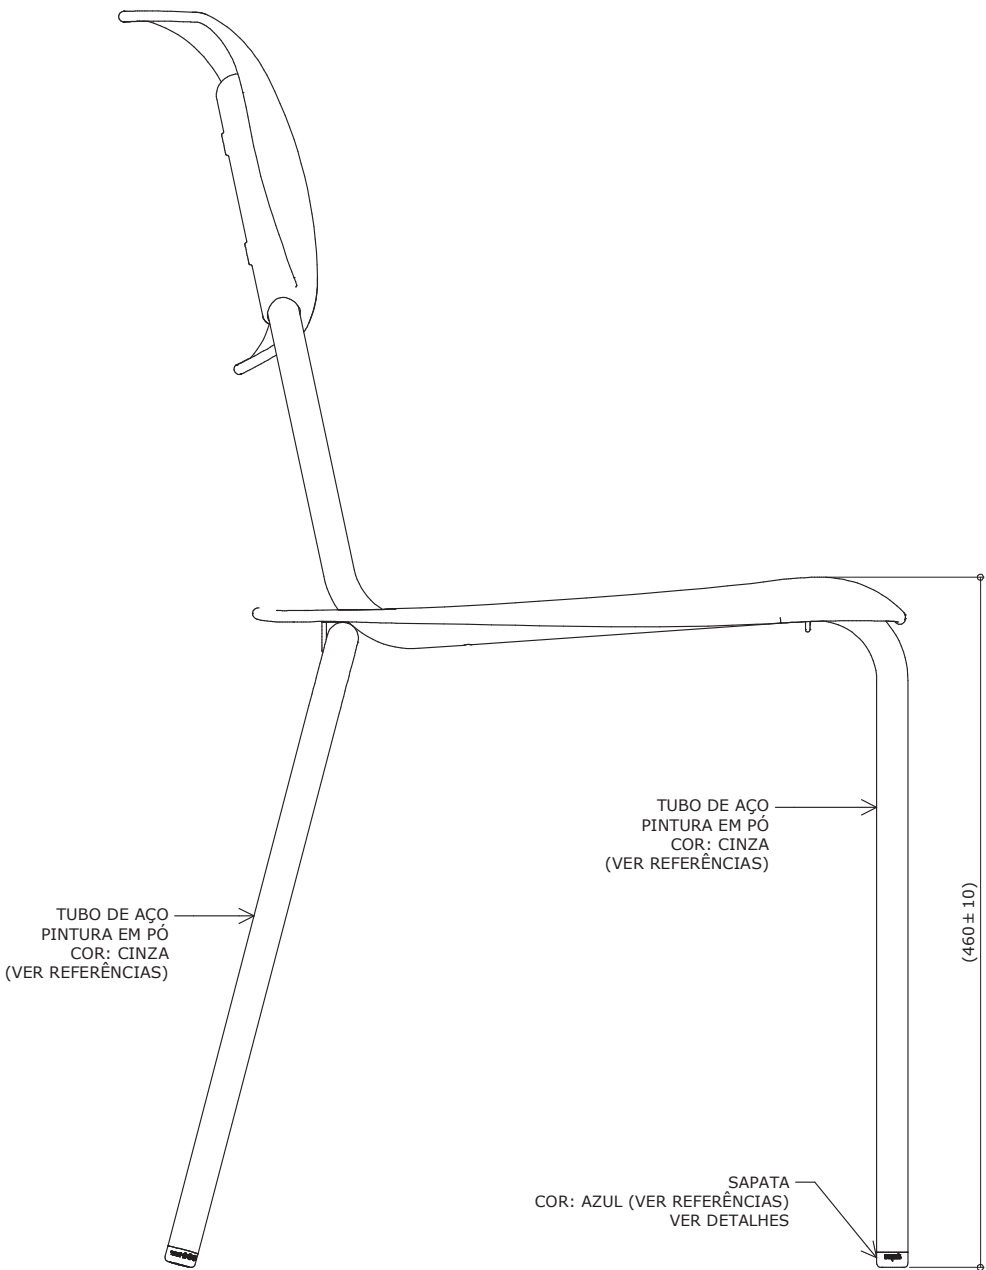 TUBO DE AÇO
PINTURA EM PÓ
COR: CINZA
(VER REFERÊNCIAS)
(460±10)
TUBO DE AÇO
PINTURA EM PÓ
COR: CINZA
(VER REFERÊNCIAS)
SAPATA
COR: AZUL (VER REFERÊNCIAS)
VER DETALHES